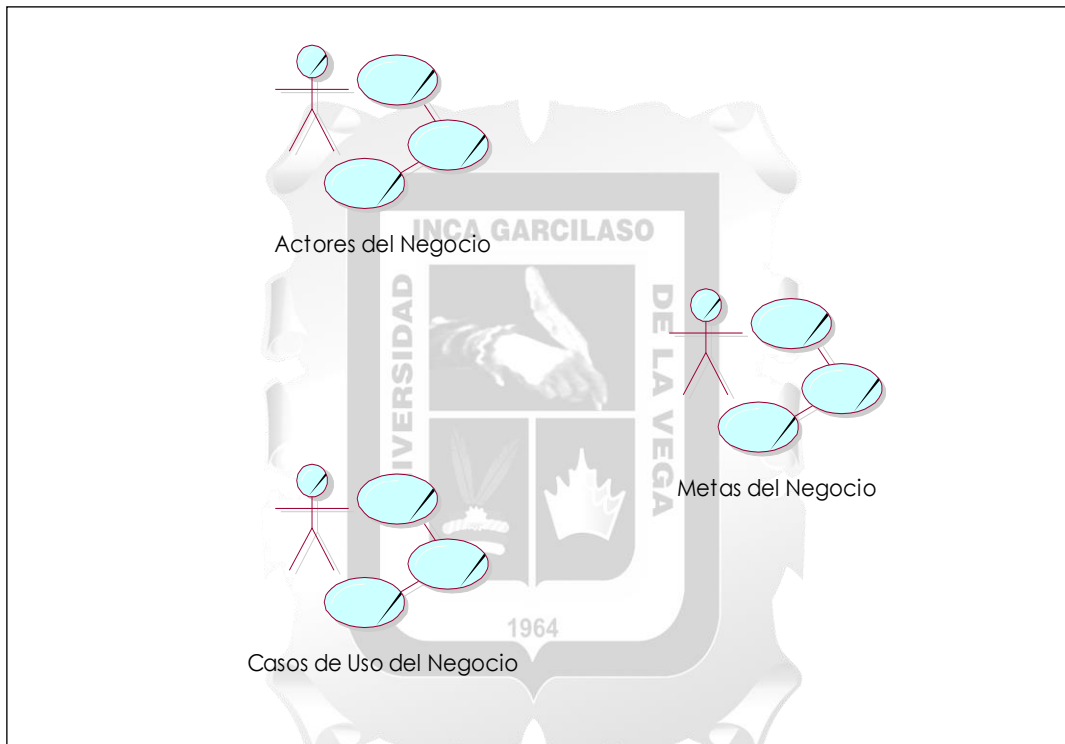 Actores del Negocio
INCA GARCILASO
UNIVERSIDAD
DE LA VEGA
Metas del Negocio
1964
Casos de Uso del Negocio